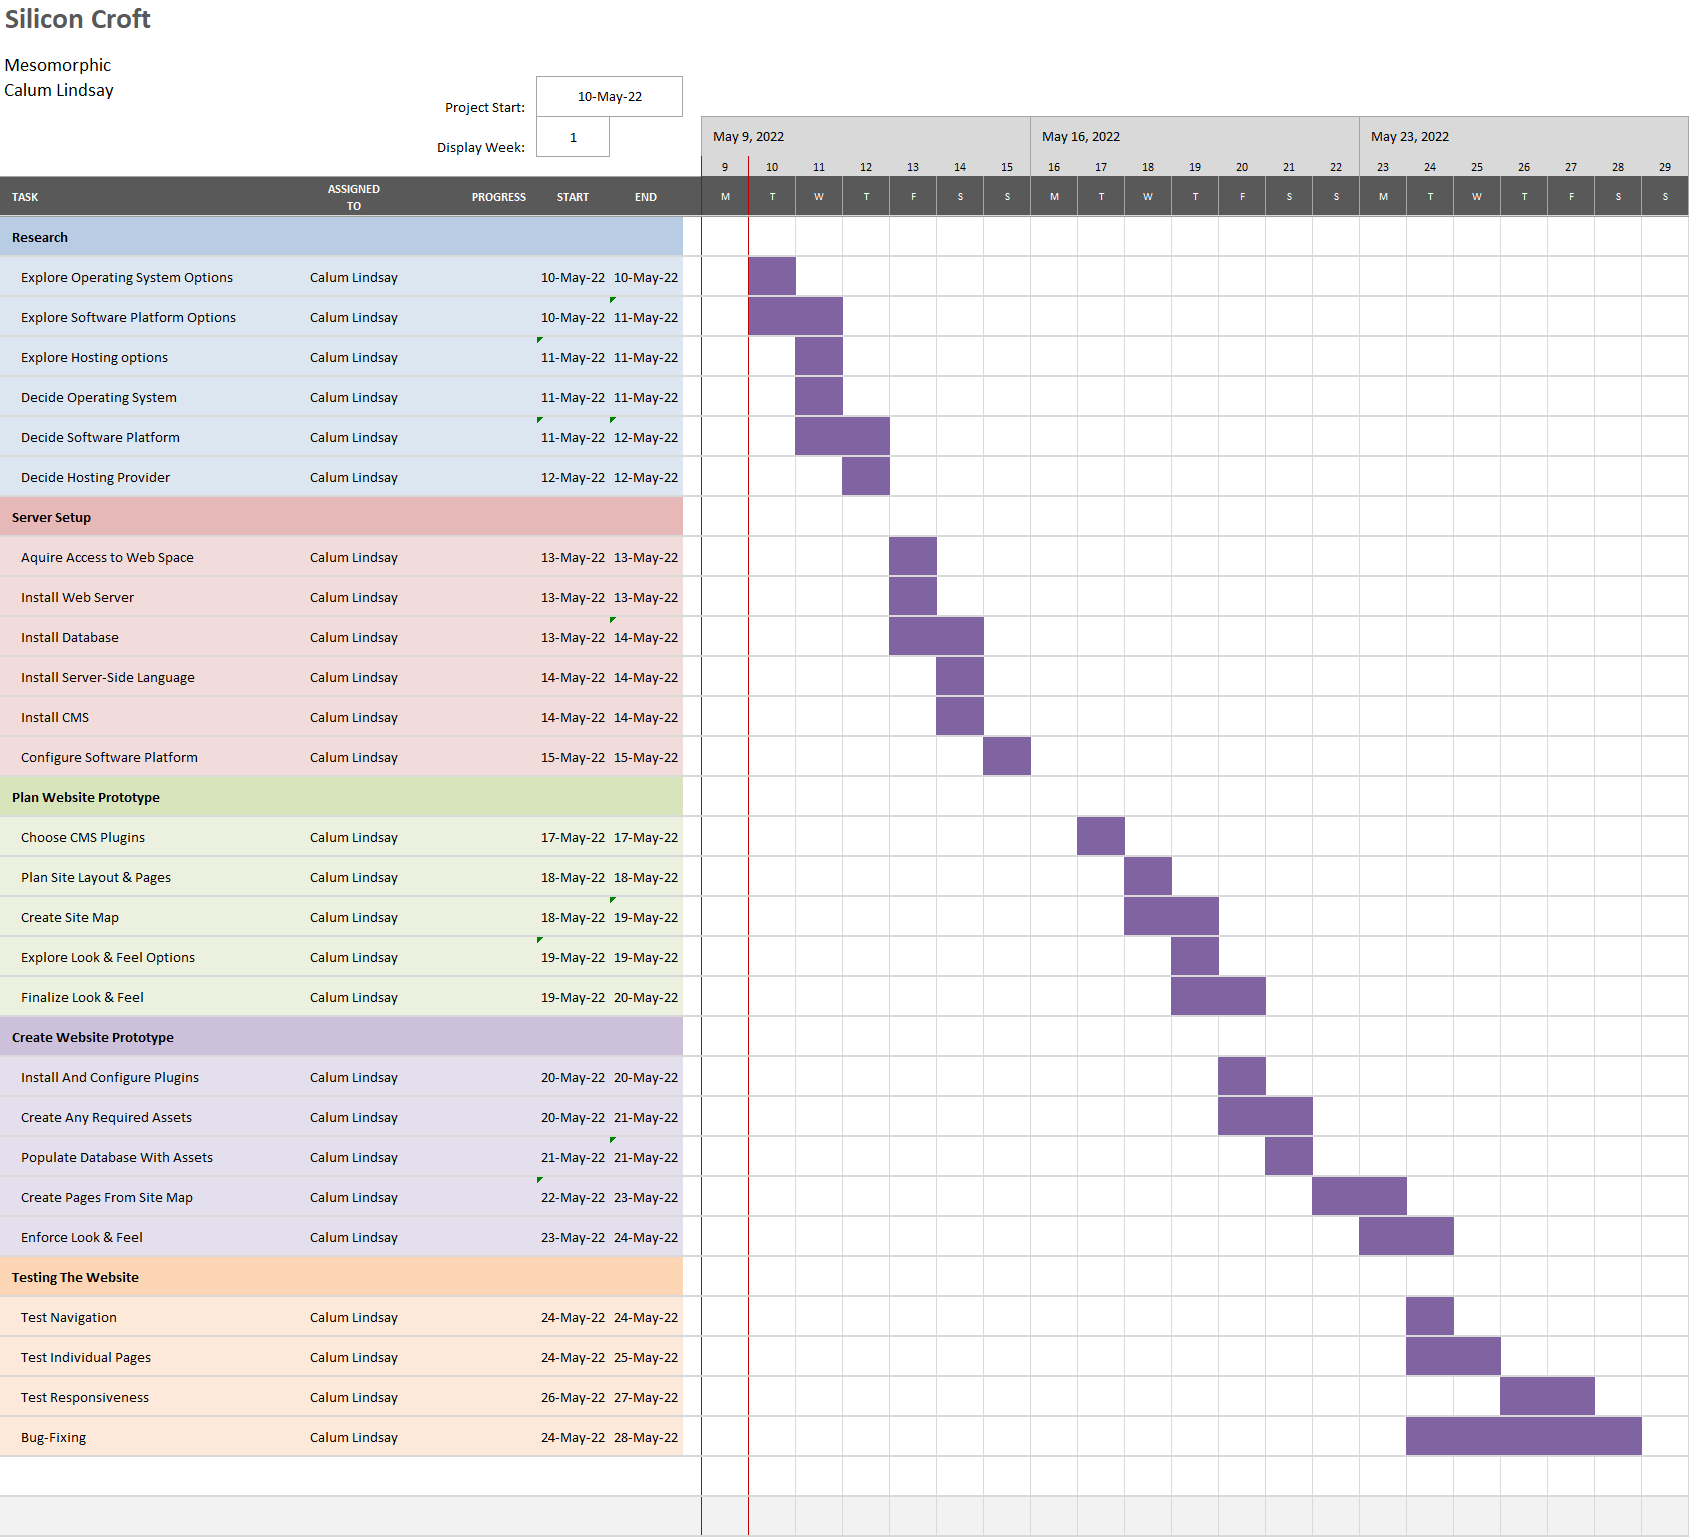 Silicon Croft
Mesomorphic
Calum Lindsay
Project Start: 10-May-22
Display Week: 1
May 9, 2022 May 16, 2022 May 23, 2022
9 10 11 12 13 14 15 16 17 18 19 20 21 22 23 24 25 26 27 28 29
TASK ASSIGNED TO PROGRESS START END M T W T F S S M T W T F S S M T W T F S S
Research
Explore Operating System Options Calum Lindsay 10-May-22 10-May-22
Explore Software Platform Options Calum Lindsay 10-May-22 11-May-22
Explore Hosting options Calum Lindsay 11-May-22 11-May-22
Decide Operating System Calum Lindsay 11-May-22 11-May-22
Decide Software Platform Calum Lindsay 11-May-22 12-May-22
Decide Hosting Provider Calum Lindsay 12-May-22 12-May-22
Server Setup
Aquire Access to Web Space Calum Lindsay 13-May-22 13-May-22
Install Web Server Calum Lindsay 13-May-22 13-May-22
Install Database Calum Lindsay 13-May-22 14-May-22
Install Server-Side Language Calum Lindsay 14-May-22 14-May-22
Install CMS Calum Lindsay 14-May-22 14-May-22
Configure Software Platform Calum Lindsay 15-May-22 15-May-22
Plan Website Prototype
Choose CMS Plugins Calum Lindsay 17-May-22 17-May-22
Plan Site Layout & Pages Calum Lindsay 18-May-22 18-May-22
Create Site Map Calum Lindsay 18-May-22 19-May-22
Explore Look & Feel Options Calum Lindsay 19-May-22 19-May-22
Finalize Look & Feel Calum Lindsay 19-May-22 20-May-22
Create Website Prototype
Install And Configure Plugins Calum Lindsay 20-May-22 20-May-22
Create Any Required Assets Calum Lindsay 20-May-22 21-May-22
Populate Database With Assets Calum Lindsay 21-May-22 21-May-22
Create Pages From Site Map Calum Lindsay 22-May-22 23-May-22
Enforce Look & Feel Calum Lindsay 23-May-22 24-May-22
Testing The Website
Test Navigation Calum Lindsay 24-May-22 24-May-22
Test Individual Pages Calum Lindsay 24-May-22 25-May-22
Test Responsiveness Calum Lindsay 26-May-22 27-May-22
Bug-Fixing Calum Lindsay 24-May-22 28-May-22